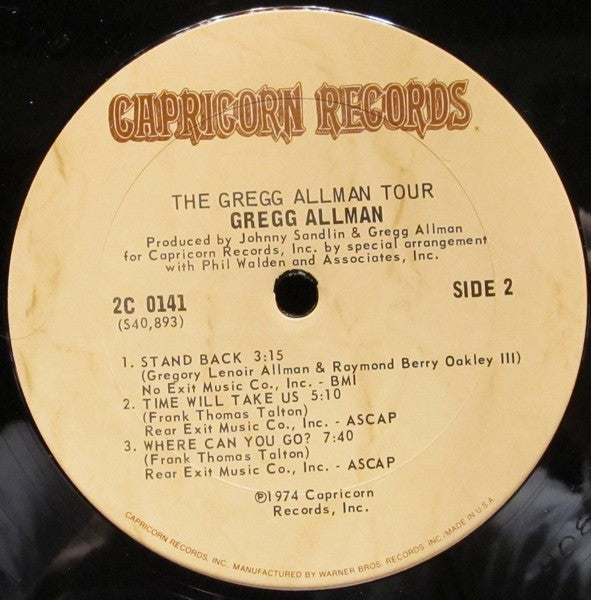 CAPRICORN RECORDS
THE GREGG ALLMAN TOUR
GREGG ALLMAN
Produced by Johnny Sandlin & Gregg Allman
for Capricorn Records, Inc. by special arrangement
with Phil Walden and Associates, Inc.
2C 0141
SIDE 2
(S40,893)
1. STAND BACK 3:15
(Gregory Lenoir Allman & Raymond Berry Oakley III)
No Exit Music Co., Inc. - BMI
2. TIME WILL TAKE US 5:10
(Frank Thomas Talton)
Rear Exit Music Co., Inc. - ASCAP
3. WHERE CAN YOU GO? 7:40
(Frank Thomas Talton)
Rear Exit Music Co., Inc. - ASCAP
℗1974 Capricorn
Records, Inc.
CAPRICORN RECORDS, INC. MANUFACTURED BY WARNER BROS. RECORDS INC./MADE IN U.S.A.